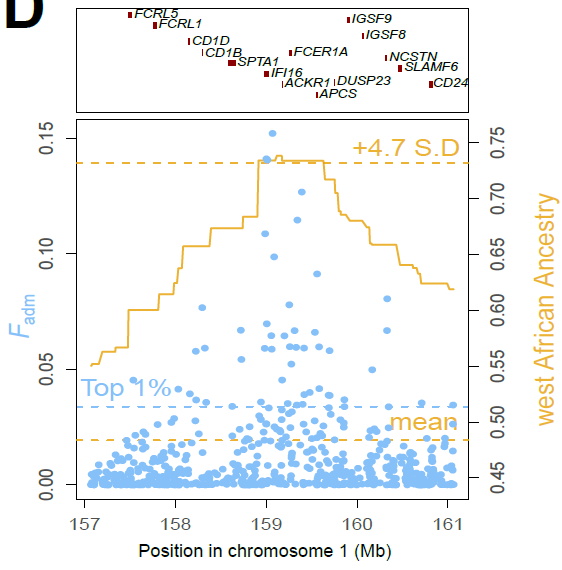 D
FCRL5
FCRL1
CD1D
CD1B
SPTA1
IFI16
ACKR1
APCS
FCER1A
DUSP23
IGSF9
IGSF8
NCSTN
SLAMF6
CD24
0.15
0.10
0.05
0.00
Fadm
+4.7 S.D
Top 1%
mean
0.75
0.70
0.65
0.60
0.55
0.50
0.45
west African Ancestry
157 158 159 160 161
Position in chromosome 1 (Mb)